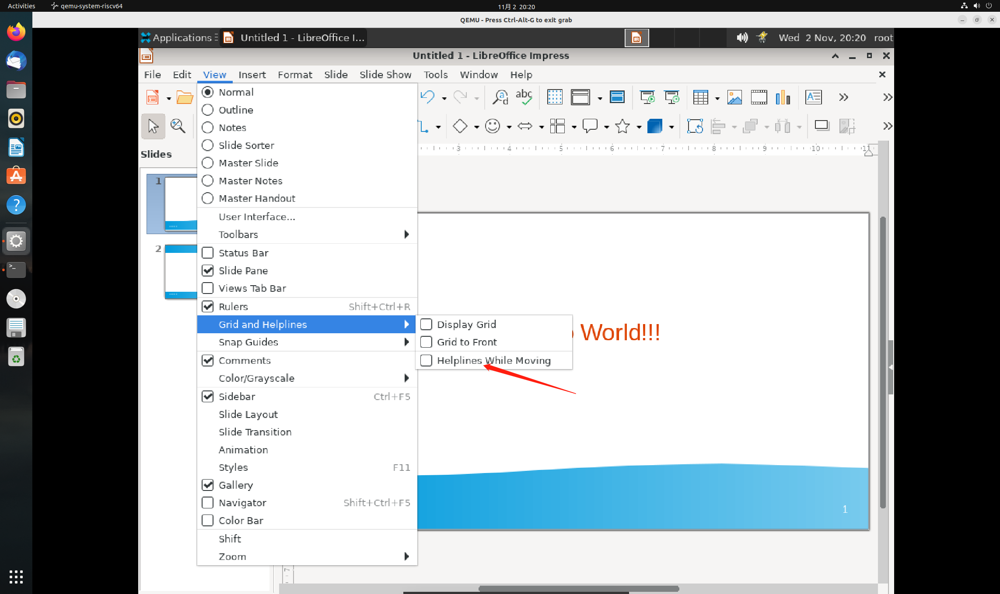 Activities qemu-system-riscv64 11月 2 20:20
QEMU - Press Ctrl-Alt-G to exit grab
Applications Untitled 1 - LibreOffice I... Wed 2 Nov, 20:20 root
Untitled 1 - LibreOffice Impress
File Edit View Insert Format Slide Slide Show Tools Window Help
Normal
Outline
Notes
Slide Sorter
Master Slide
Master Notes
Master Handout
User Interface...
Toolbars
Status Bar
Slide Pane
Views Tab Bar
Rulers Shift+Ctrl+R
Grid and Helplines
Snap Guides
Comments
Color/Grayscale
Sidebar Ctrl+F5
Slide Layout
Slide Transition
Animation
Styles F11
Gallery
Navigator Shift+Ctrl+F5
Color Bar
Shift
Zoom
Display Grid
Grid to Front
Helplines While Moving
Slides
1
2
abc
3 4 5 6 7 8 9 10 11
World!!!
1
7